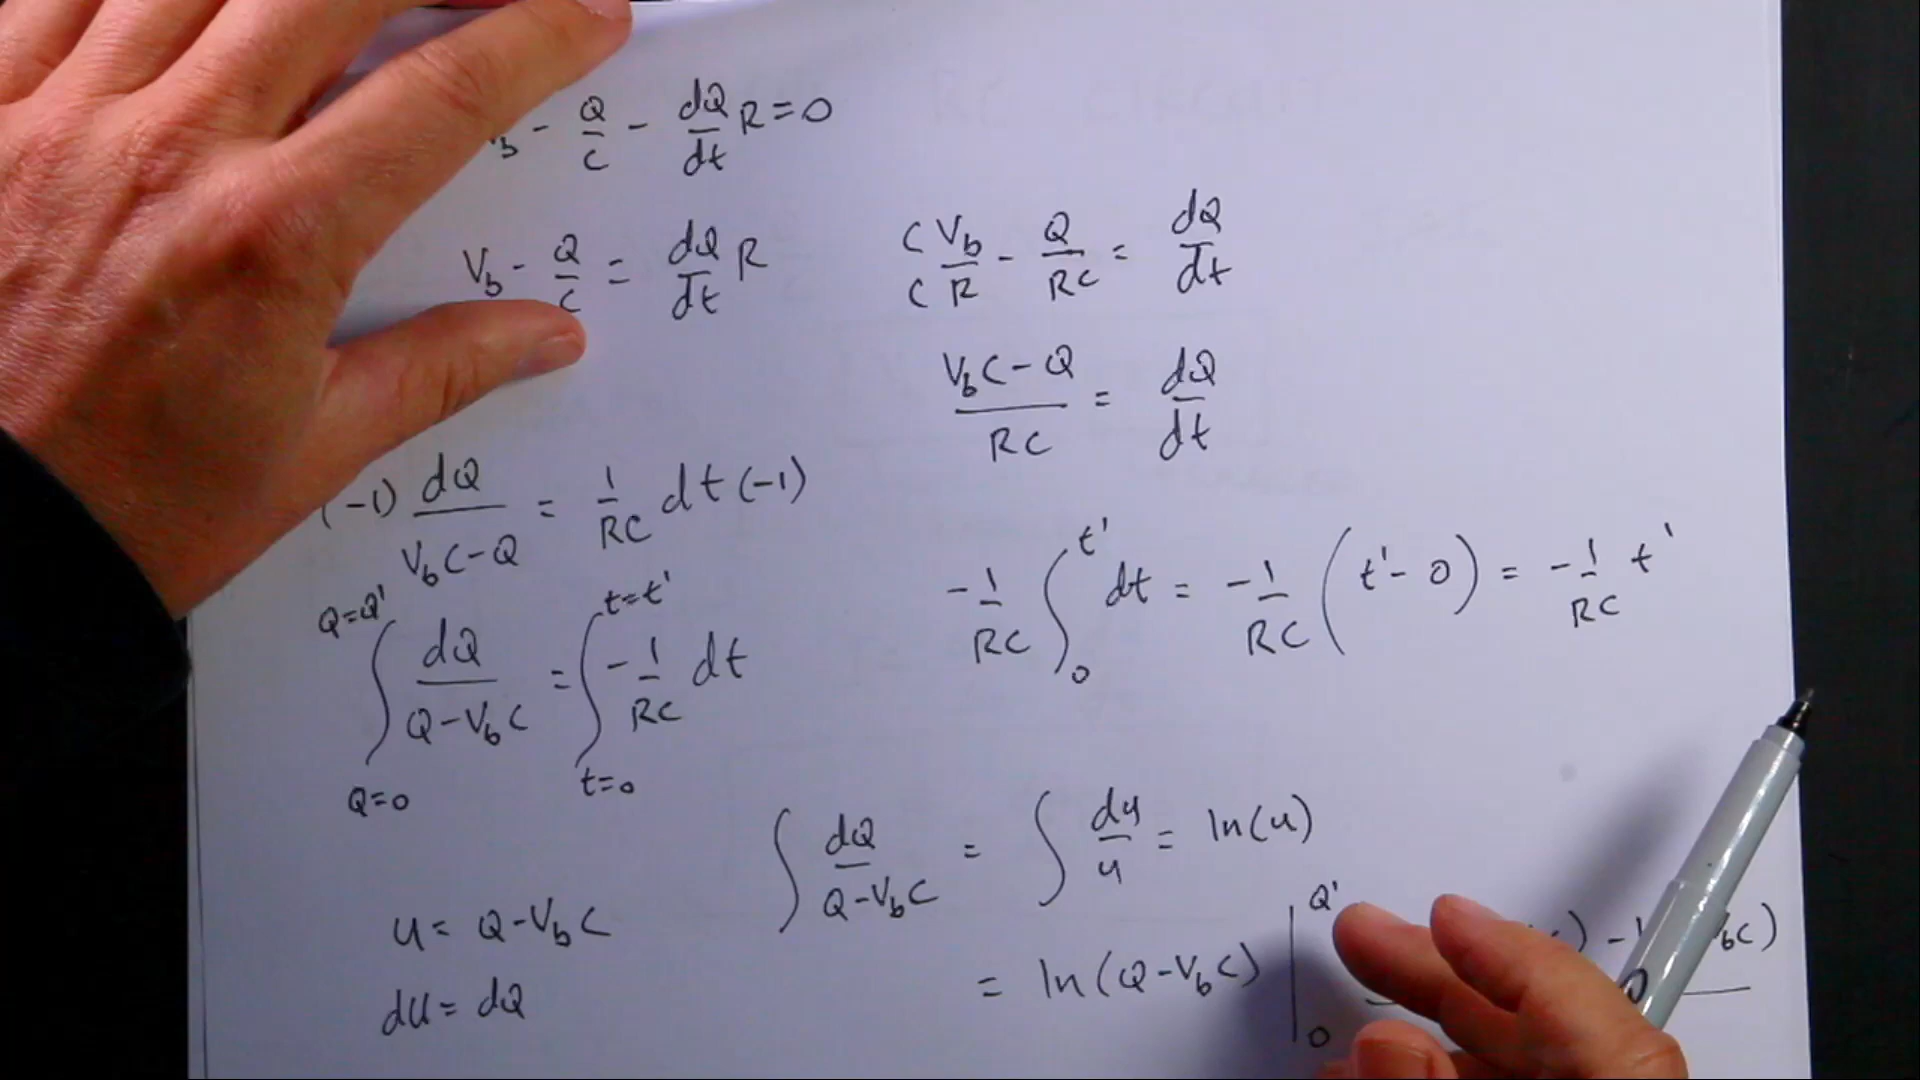 b - Q/C - dQ/dt R = 0
V_b - Q/C = dQ/dt R
C/C V_b/R - Q/RC = dQ/dt
(V_b C - Q)/RC = dQ/dt
(-1) dQ/(V_b C - Q) = 1/RC dt (-1)
∫_{Q=0}^{Q=Q'} dQ/(Q - V_b C) = ∫_{t=0}^{t=t'} - 1/RC dt
-1/RC ∫_0^{t'} dt = -1/RC (t' - 0) = -1/RC t'
u = Q - V_b C
du = dQ
∫ dQ/(Q - V_b C) = ∫ du/u = ln(u)
= ln(Q - V_b C) |_0^{Q'}